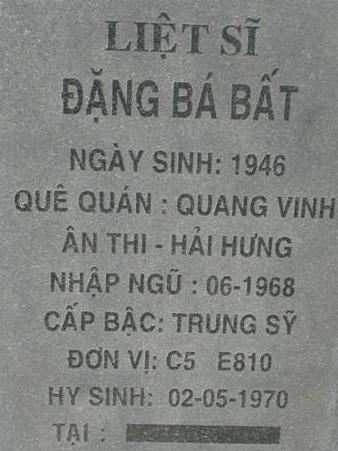 LIỆT SĨ
ĐẶNG BÁ BẤT
NGÀY SINH: 1946
QUÊ QUÁN : QUANG VINH
ÂN THI - HẢI HƯNG
NHẬP NGŨ : 06-1968
CẤP BẬC: TRUNG SỸ
ĐƠN VỊ: C5 E810
HY SINH: 02-05-1970
TẠI :